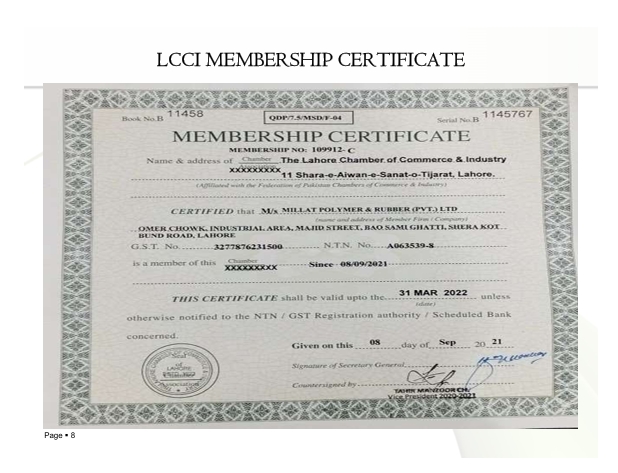 LCCI MEMBERSHIP CERTIFICATE
Book No.B 11458 QDP/7.5/MSD/F-04 Serial No.B 1145767
MEMBERSHIP CERTIFICATE
MEMBERSHIP NO: 109912- C
Name & address of Chamber The Lahore Chamber of Commerce & Industry
XXXXXXXXX 11 Shara-e-Aiwan-e-Sanat-o-Tijarat, Lahore.
(Affiliated with the Federation of Pakistan Chambers of Commerce & Industry)
CERTIFIED that M/s MILLAT POLYMER & RUBBER (PVT.) LTD
(name and address of Member Firm / Company)
OMER CHOWK, INDUSTRIAL AREA, MAJID STREET, BAO SAMI GHATTI, SHERA KOT
BUND ROAD, LAHORE
G.S.T. No. 3277876231500 N.T.N. No. A063539-8
is a member of this Chamber Since 08/09/2021
XXXXXXXXX
THIS CERTIFICATE shall be valid upto the 31 MAR 2022 unless
(date)
otherwise notified to the NTN / GST Registration authority / Scheduled Bank
concerned.
Given on this 08 day of Sep 20 21
Seal
of
LAHORE
Association
Signature of Secretary General
Countersigned by
TAHIR MANZOOR CH.
Vice President 2020-2021
Page ▪ 8